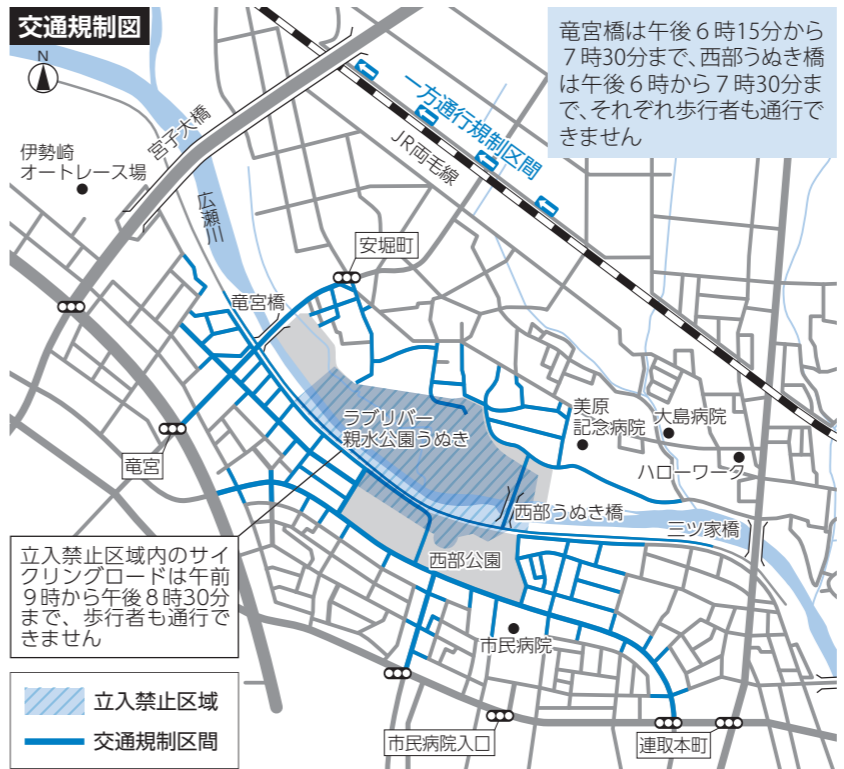 交通規制図
竜宮橋は午後6時15分から
7時30分まで、西部うぬき橋
は午後6時から7時30分ま
で、それぞれ歩行者も通行で
きません
N
宮子大橋
一方通行規制区間
JR両毛線
伊勢崎
オートレース場
広瀬川
安堀町
竜宮橋
ラブリバー
親水公園うぬき
美原
記念病院
大島病院
ハローワーク
竜宮
西部うぬき橋
三ツ家橋
立入禁止区域内のサイ
クリングロードは午前
9時から午後8時30分
まで、歩行者も通行で
きません
西部公園
市民病院
立入禁止区域
交通規制区間
市民病院入口
連取本町